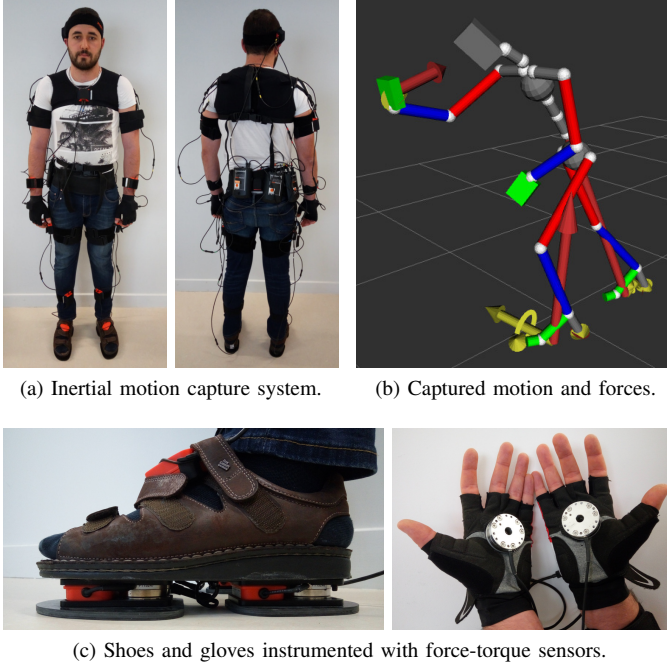 (a) Inertial motion capture system.
(b) Captured motion and forces.
(c) Shoes and gloves instrumented with force-torque sensors.